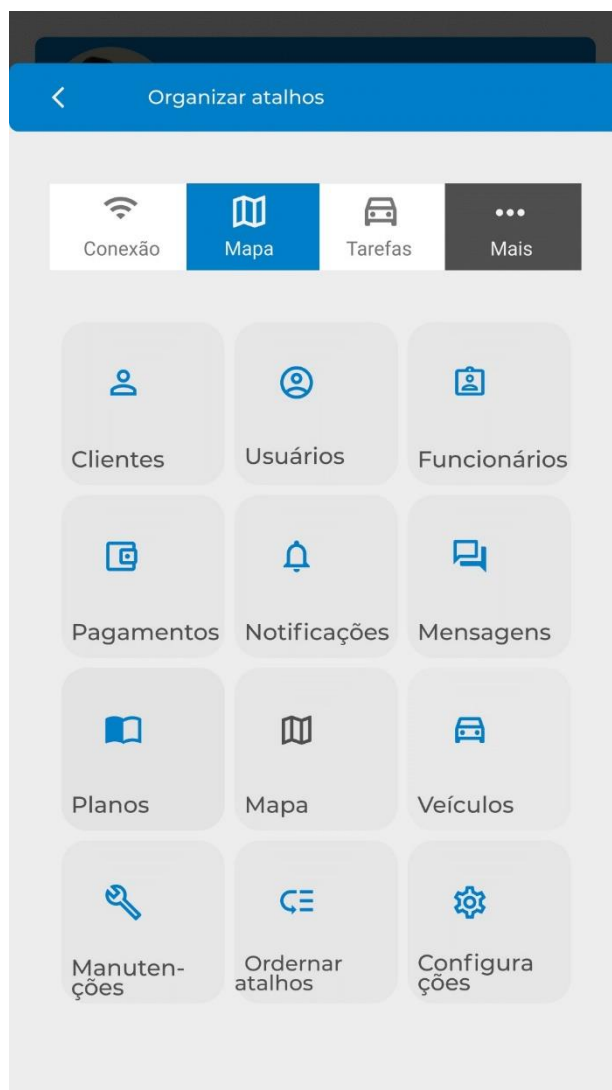 Organizar atalhos
Conexão Mapa Tarefas Mais
Clientes Usuários Funcionários
Pagamentos Notificações Mensagens
Planos Mapa Veículos
Manuten- Ordernar Configura
ções atalhos ções